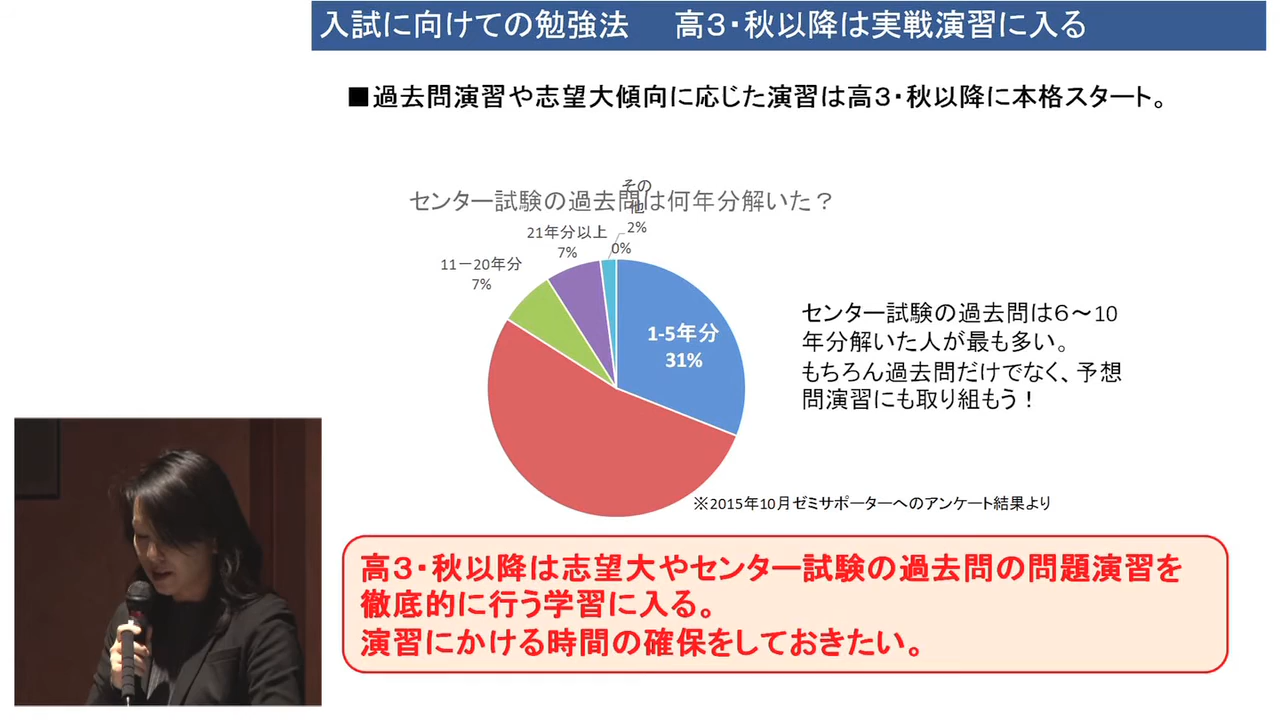 入試に向けての勉強法　高３・秋以降は実戦演習に入る
■過去問演習や志望大傾向に応じた演習は高３・秋以降に本格スタート。
センター試験の過去問は何年分解いた？
その
他
2%
0%
21年分以上
7%
11－20年分
7%
1-5年分
31%
センター試験の過去問は６～10
年分解いた人が最も多い。
もちろん過去問だけでなく、予想
問演習にも取り組もう！
※2015年10月ゼミサポーターへのアンケート結果より
高３・秋以降は志望大やセンター試験の過去問の問題演習を
徹底的に行う学習に入る。
演習にかける時間の確保をしておきたい。